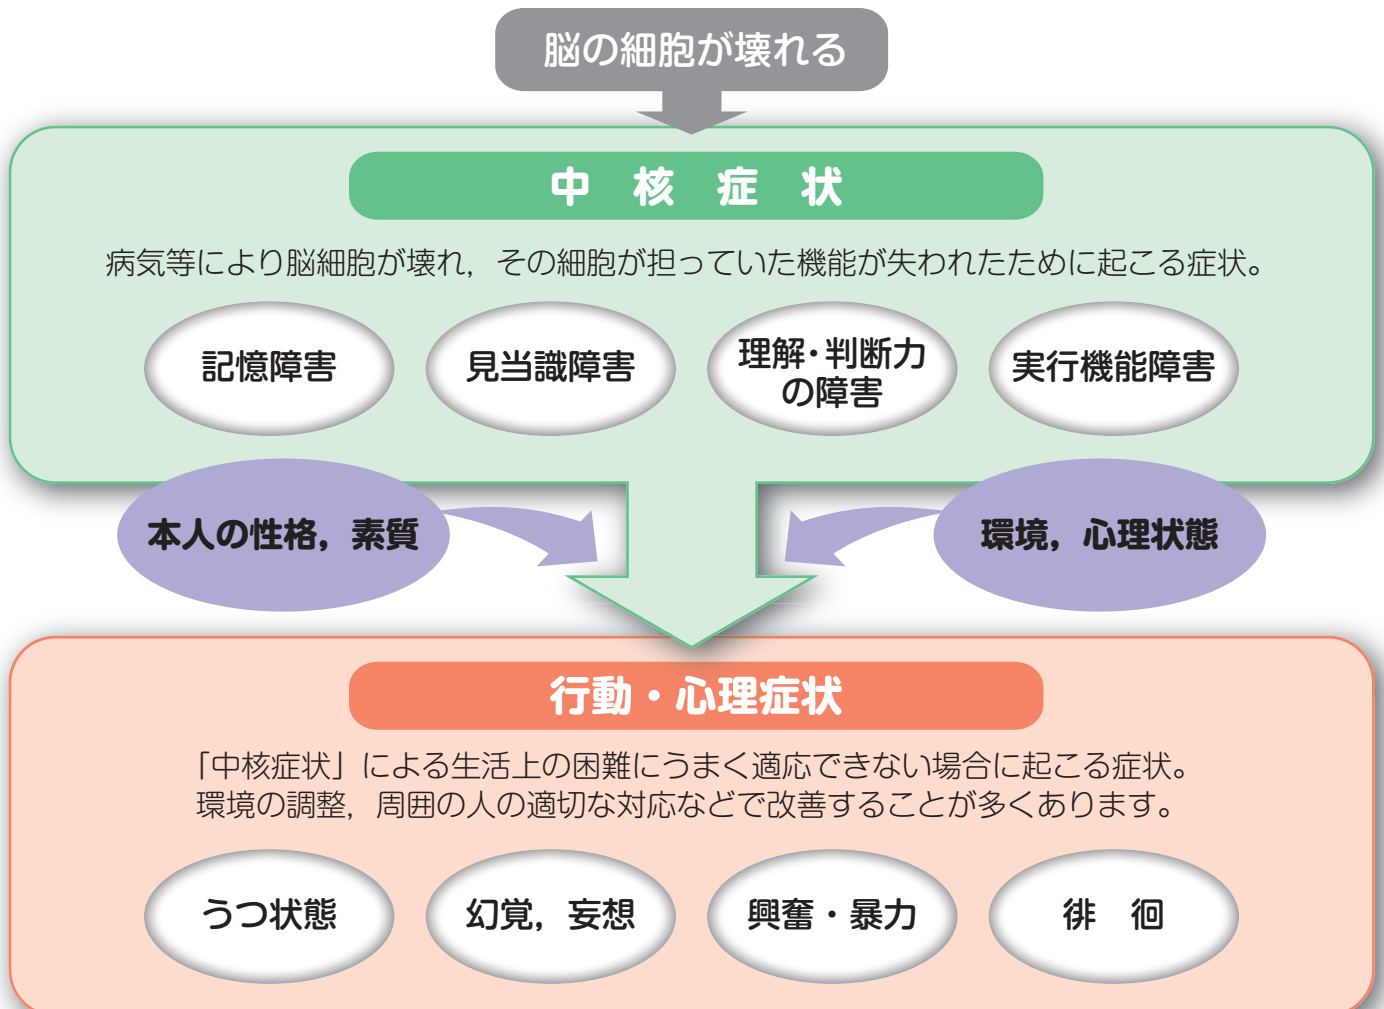 脳の細胞が壊れる
中 核 症 状
病気等により脳細胞が壊れ，その細胞が担っていた機能が失われたために起こる症状。
記憶障害
見当識障害
理解・判断力
の障害
実行機能障害
本人の性格，素質
環境，心理状態
行動・心理症状
「中核症状」による生活上の困難にうまく適応できない場合に起こる症状。
環境の調整，周囲の人の適切な対応などで改善することが多くあります。
うつ状態
幻覚，妄想
興奮・暴力
徘 徊